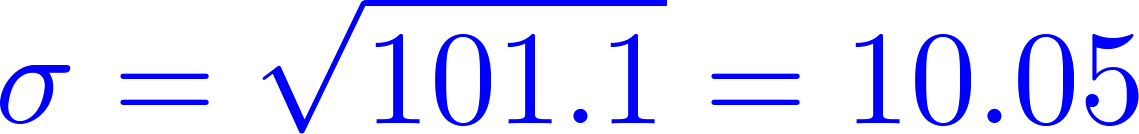 σ = √101.1 = 10.05